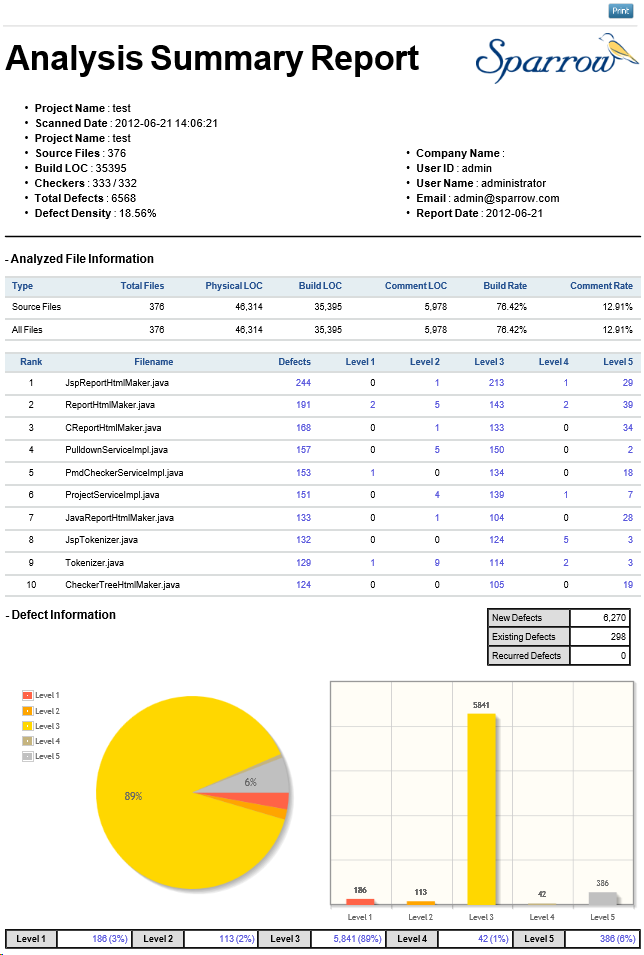 Print
Analysis Summary Report
Sparrow
• Project Name : test
• Scanned Date : 2012-06-21 14:06:21
• Project Name : test
• Source Files : 376
• Build LOC : 35395
• Checkers : 333 / 332
• Total Defects : 6568
• Defect Density : 18.56%
• Company Name :
• User ID : admin
• User Name : administrator
• Email : admin@sparrow.com
• Report Date : 2012-06-21
- Analyzed File Information
Type Total Files Physical LOC Build LOC Comment LOC Build Rate Comment Rate
Source Files 376 46,314 35,395 5,978 76.42% 12.91%
All Files 376 46,314 35,395 5,978 76.42% 12.91%
Rank Filename Defects Level 1 Level 2 Level 3 Level 4 Level 5
1 JspReportHtmlMaker.java 244 0 1 213 1 29
2 ReportHtmlMaker.java 191 2 5 143 2 39
3 CReportHtmlMaker.java 168 0 1 133 0 34
4 PulldownServiceImpl.java 157 0 5 150 0 2
5 PmdCheckerServiceImpl.java 153 1 0 134 0 18
6 ProjectServiceImpl.java 151 0 4 139 1 7
7 JavaReportHtmlMaker.java 133 0 1 104 0 28
8 JspTokenizer.java 132 0 0 124 5 3
9 Tokenizer.java 129 1 9 114 2 3
10 CheckerTreeHtmlMaker.java 124 0 0 105 0 19
- Defect Information
New Defects 6,270
Existing Defects 298
Recurred Defects 0
Level 1
Level 2
Level 3
Level 4
Level 5
89%
6%
5841
186
113
42
386
Level 1 Level 2 Level 3 Level 4 Level 5
Level 1 186 (3%) Level 2 113 (2%) Level 3 5,841 (89%) Level 4 42 (1%) Level 5 386 (6%)